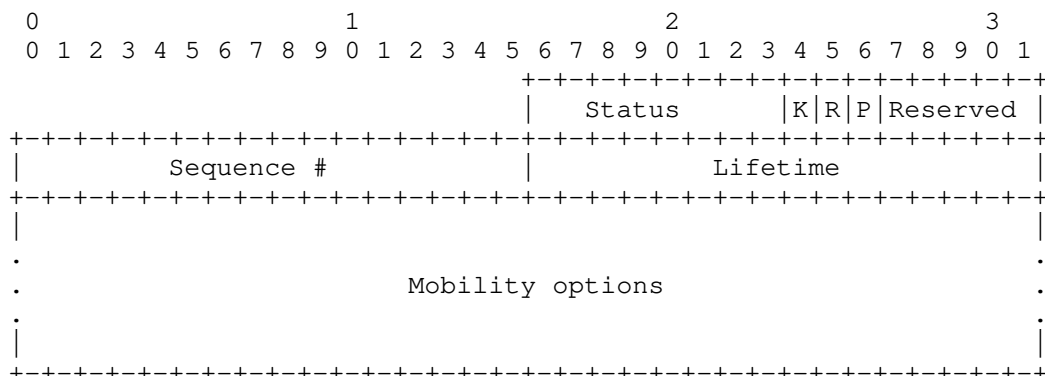 0                   1                   2                   3
 0 1 2 3 4 5 6 7 8 9 0 1 2 3 4 5 6 7 8 9 0 1 2 3 4 5 6 7 8 9 0 1
                                +-+-+-+-+-+-+-+-+-+-+-+-+-+-+-+-+
                                |   Status      |K|R|P|Reserved |
+-+-+-+-+-+-+-+-+-+-+-+-+-+-+-+-+-+-+-+-+-+-+-+-+-+-+-+-+-+-+-+-+
|         Sequence #            |           Lifetime            |
+-+-+-+-+-+-+-+-+-+-+-+-+-+-+-+-+-+-+-+-+-+-+-+-+-+-+-+-+-+-+-+-+
|                                                               |
.                                                               .
.                        Mobility options                       .
.                                                               .
|                                                               |
+-+-+-+-+-+-+-+-+-+-+-+-+-+-+-+-+-+-+-+-+-+-+-+-+-+-+-+-+-+-+-+-+